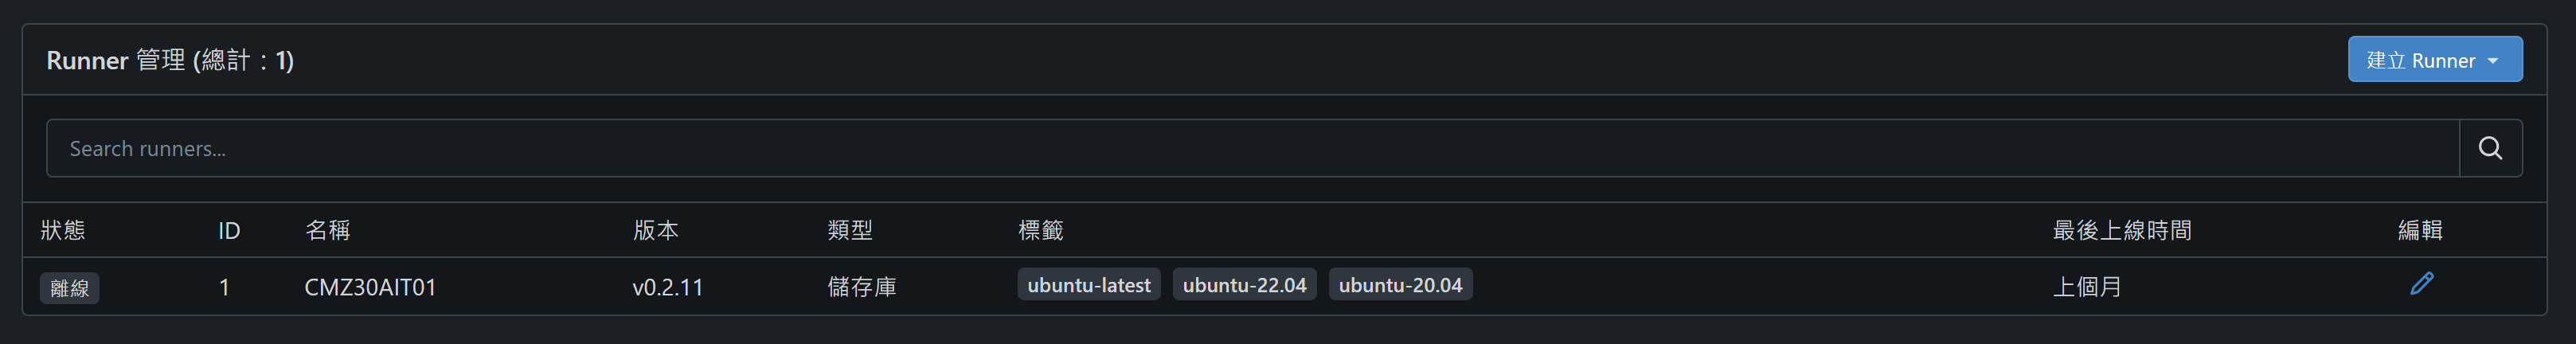 Runner 管理 (總計：1)
建立 Runner
Search runners...
狀態 ID 名稱 版本 類型 標籤 最後上線時間 編輯
離線 1 CMZ30AIT01 v0.2.11 儲存庫 ubuntu-latest ubuntu-22.04 ubuntu-20.04 上個月